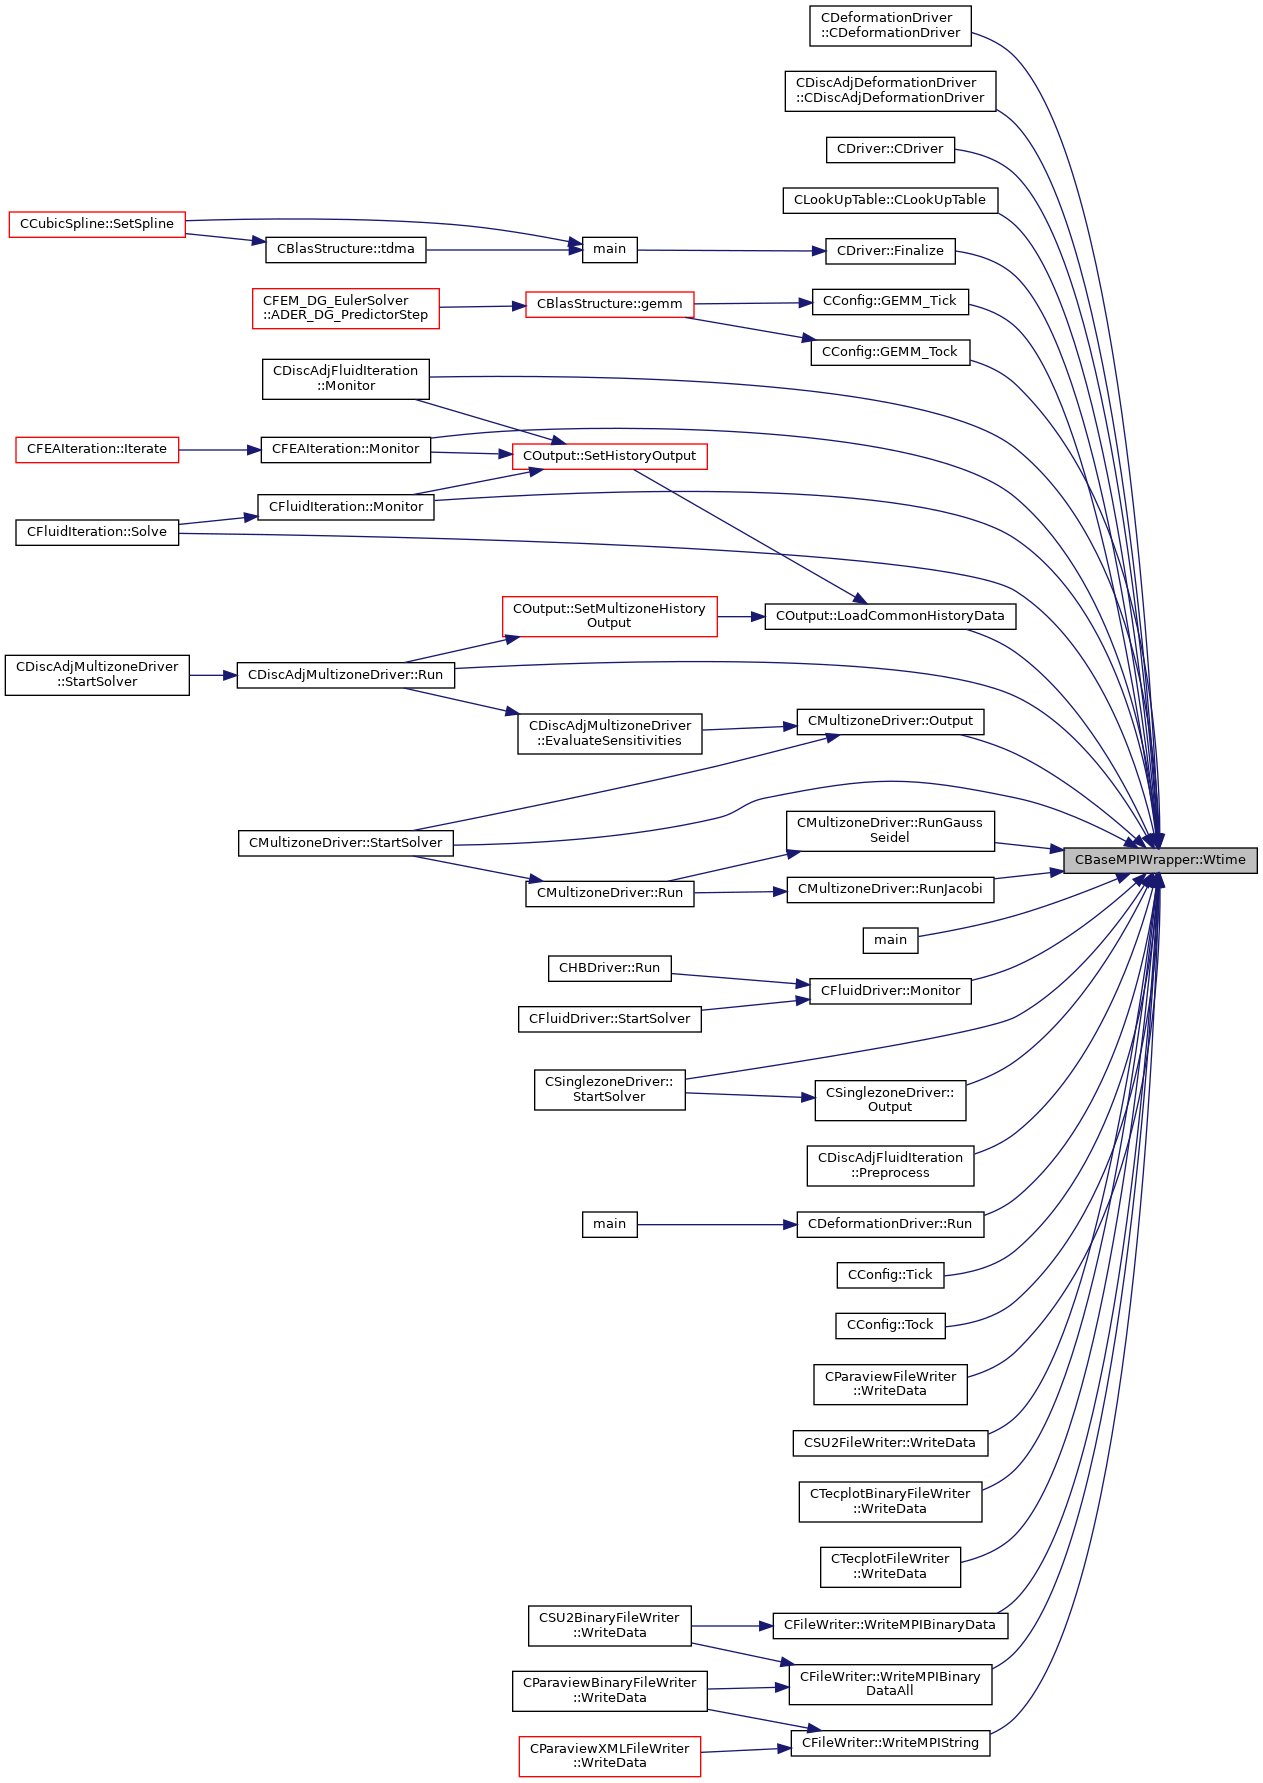 CDeformationDriver
::CDeformationDriver
CDiscAdjDeformationDriver
::CDiscAdjDeformationDriver
CDriver::CDriver
CLookUpTable::CLookUpTable
CCubicSpline::SetSpline
CBlasStructure::tdma
main
CDriver::Finalize
CFEM_DG_EulerSolver
::ADER_DG_PredictorStep
CBlasStructure::gemm
CConfig::GEMM_Tick
CConfig::GEMM_Tock
CDiscAdjFluidIteration
::Monitor
CFEAIteration::Iterate
CFEAIteration::Monitor
COutput::SetHistoryOutput
CFluidIteration::Monitor
CFluidIteration::Solve
COutput::SetMultizoneHistory
Output
COutput::LoadCommonHistoryData
CDiscAdjMultizoneDriver
::StartSolver
CDiscAdjMultizoneDriver::Run
CDiscAdjMultizoneDriver
::EvaluateSensitivities
CMultizoneDriver::Output
CMultizoneDriver::StartSolver
CMultizoneDriver::RunGauss
Seidel
CBaseMPIWrapper::Wtime
CMultizoneDriver::Run
CMultizoneDriver::RunJacobi
main
CHBDriver::Run
CFluidDriver::Monitor
CFluidDriver::StartSolver
CSinglezoneDriver::
StartSolver
CSinglezoneDriver::
Output
CDiscAdjFluidIteration
::Preprocess
main
CDeformationDriver::Run
CConfig::Tick
CConfig::Tock
CParaviewFileWriter
::WriteData
CSU2FileWriter::WriteData
CTecplotBinaryFileWriter
::WriteData
CTecplotFileWriter
::WriteData
CSU2BinaryFileWriter
::WriteData
CFileWriter::WriteMPIBinaryData
CFileWriter::WriteMPIBinary
DataAll
CParaviewBinaryFileWriter
::WriteData
CFileWriter::WriteMPIString
CParaviewXMLFileWriter
::WriteData